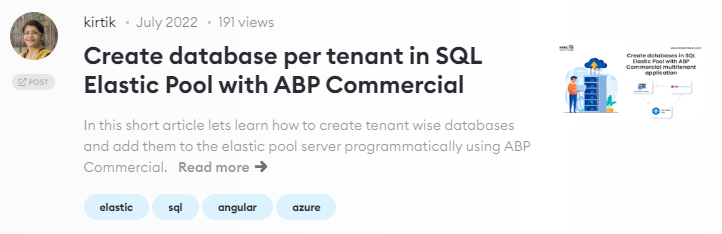 kirtik • July 2022 • 191 views
POST
Create database per tenant in SQL
Elastic Pool with ABP Commercial
In this short article lets learn how to create tenant wise databases
and add them to the elastic pool server programmatically using ABP
Commercial. Read more →
elastic sql angular azure
Create databases in SQL
Elastic Pool with ABP
Commercial multitenant
application